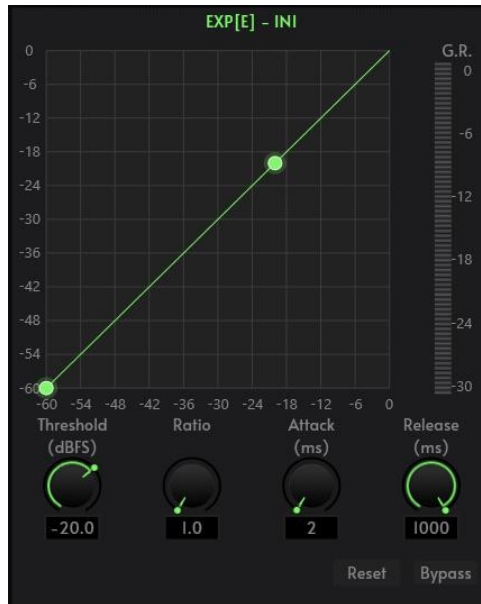 EXP[E] - INI
G.R.
0
-6
-12
-18
-24
-30
-36
-42
-48
-54
-60
-60 -54 -48 -42 -36 -30 -24 -18 -12 -6 0
0
-6
-12
-18
-24
-30
Threshold Ratio Attack Release
(dBFS) (ms) (ms)
-20.0 1.0 2 1000
Reset Bypass